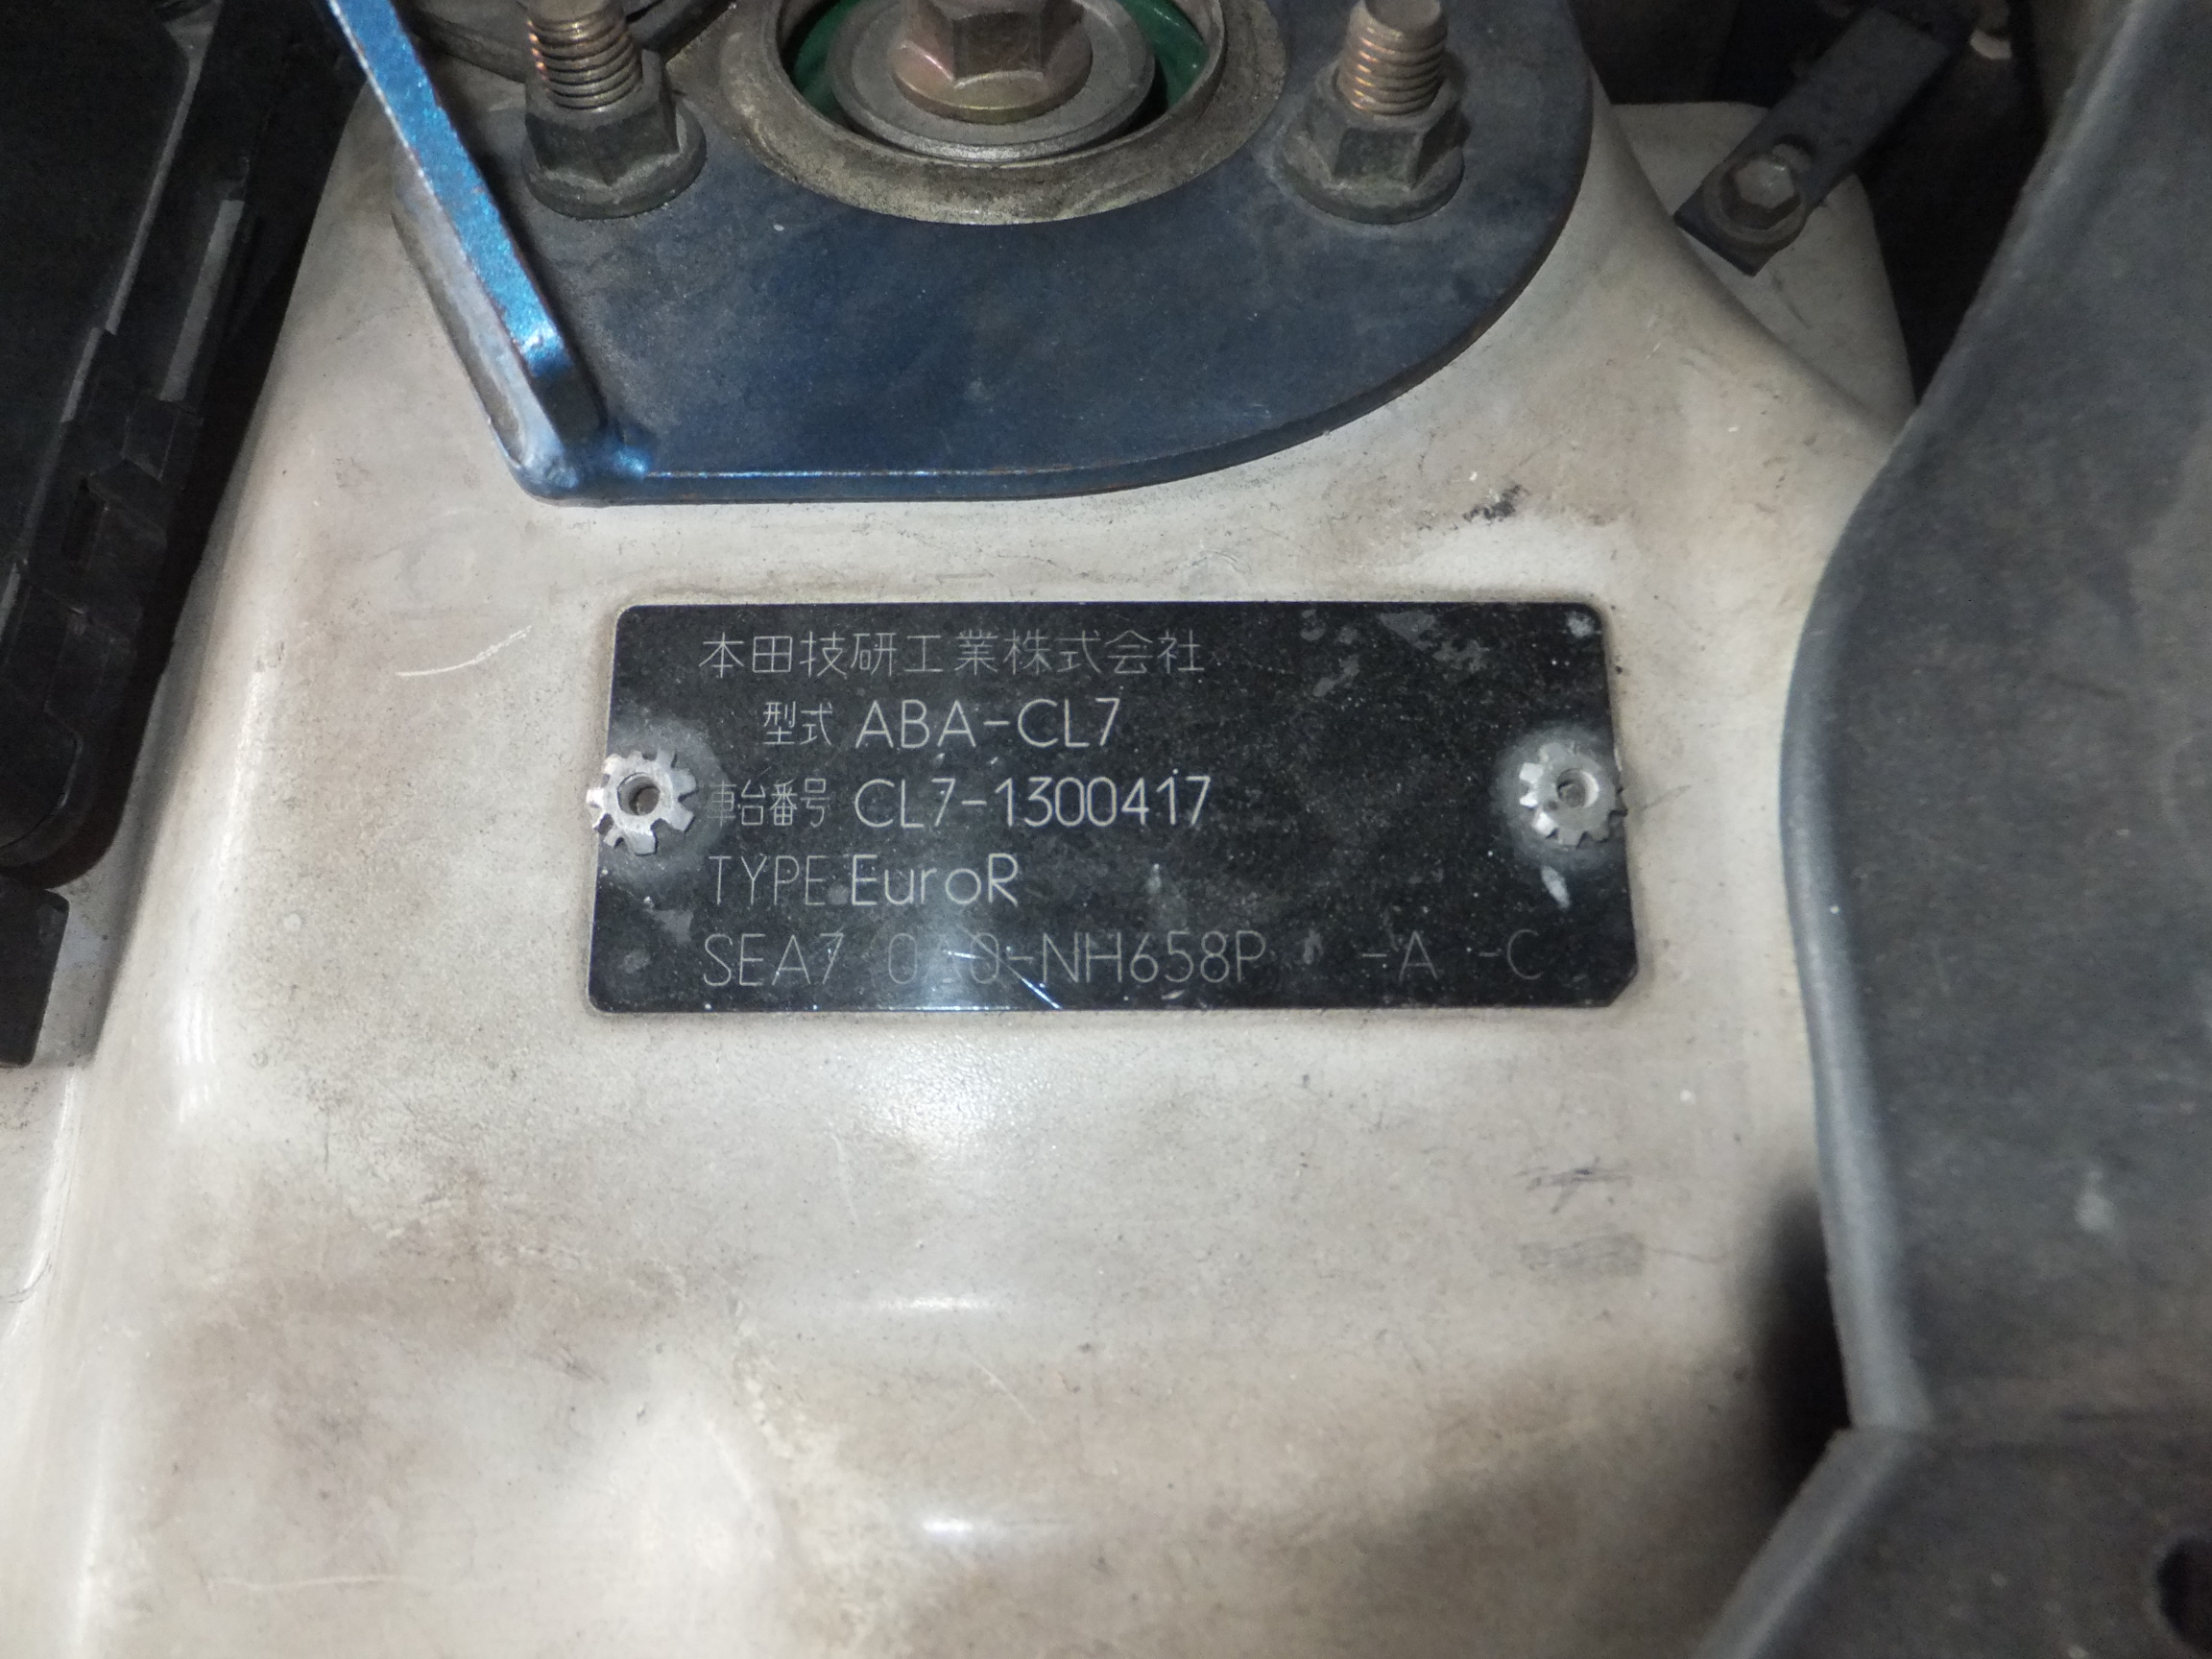 本田技研工業株式会社
型式 ABA-CL7
車台番号 CL7-1300417
TYPE EuroR
SEA7 -NH658P -A -C